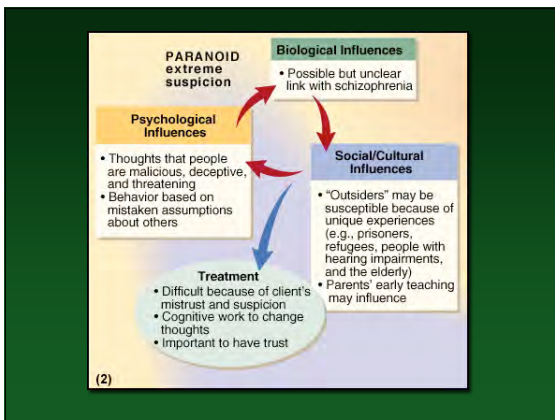 PARANOID
extreme
suspicion
Biological Influences
• Possible but unclear
link with schizophrenia
Psychological
Influences
• Thoughts that people
are malicious, deceptive,
and threatening
• Behavior based on
mistaken assumptions
about others
Social/Cultural
Influences
• “Outsiders” may be
susceptible because of
unique experiences
(e.g., prisoners,
refugees, people with
hearing impairments,
and the elderly)
• Parents’ early teaching
may influence
Treatment
• Difficult because of client’s
mistrust and suspicion
• Cognitive work to change
thoughts
• Important to have trust
(2)